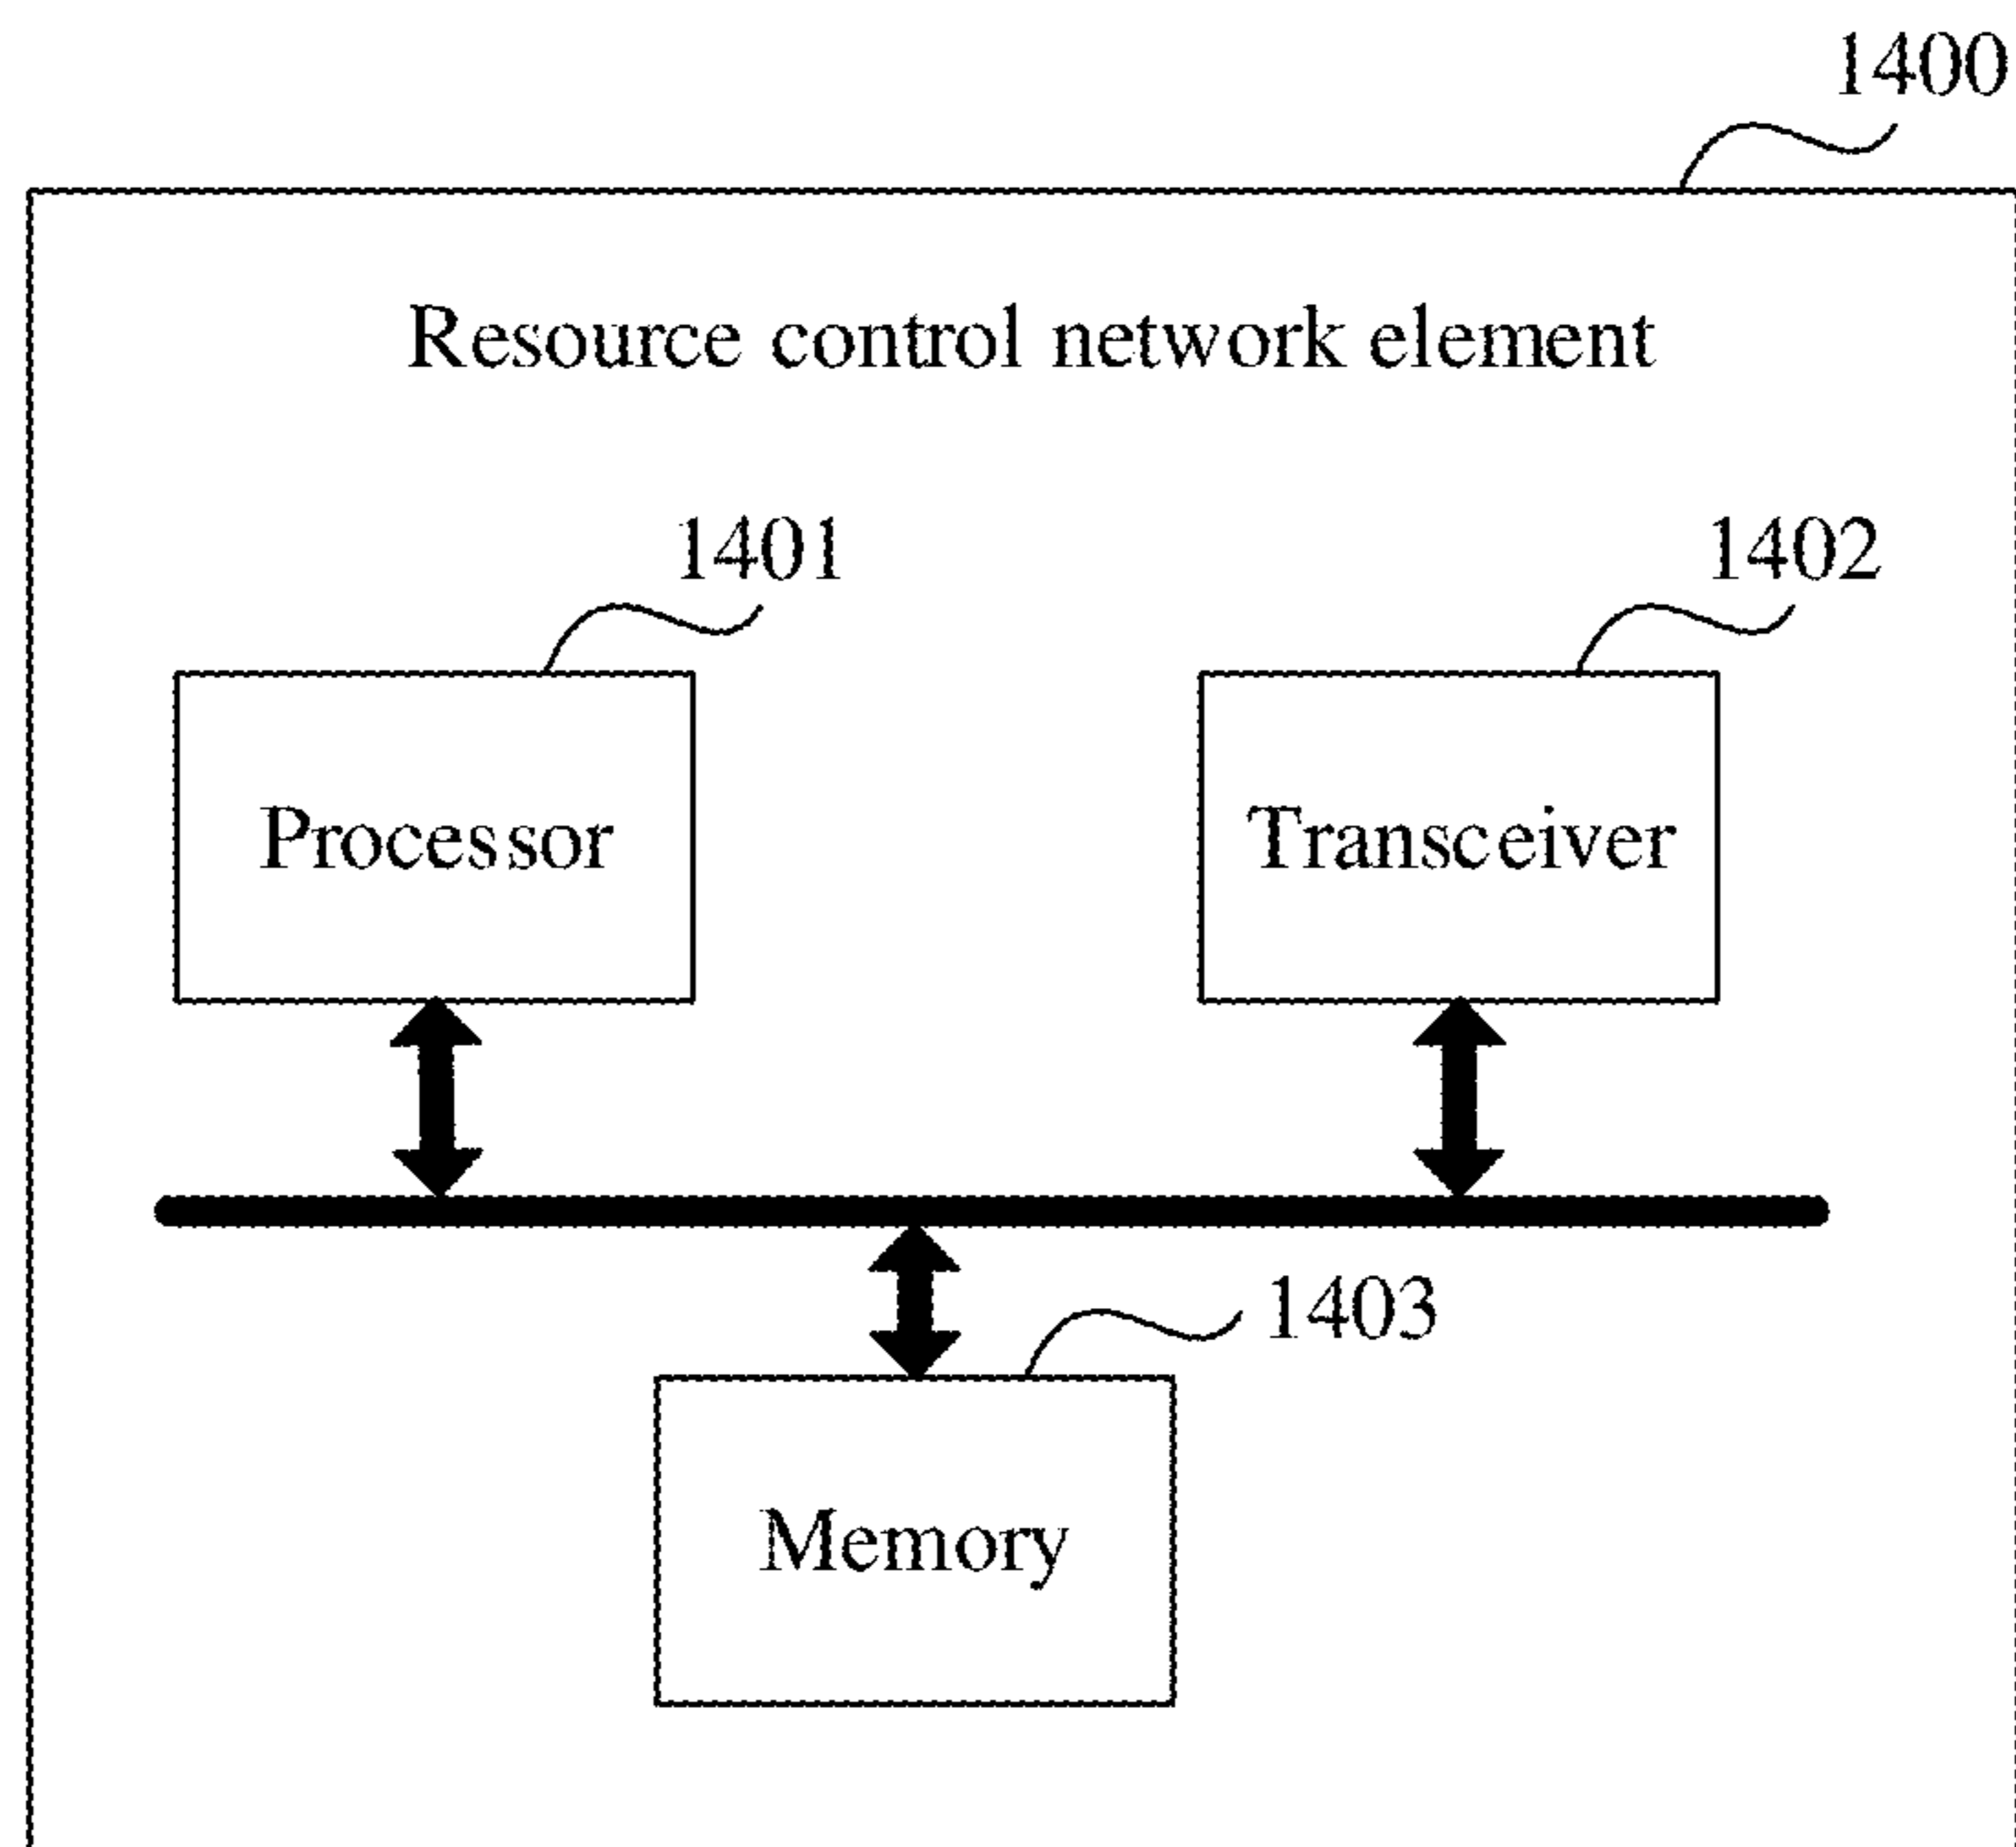 1400
Resource control network element
1401
1402
Processor
Transceiver
1403
Memory